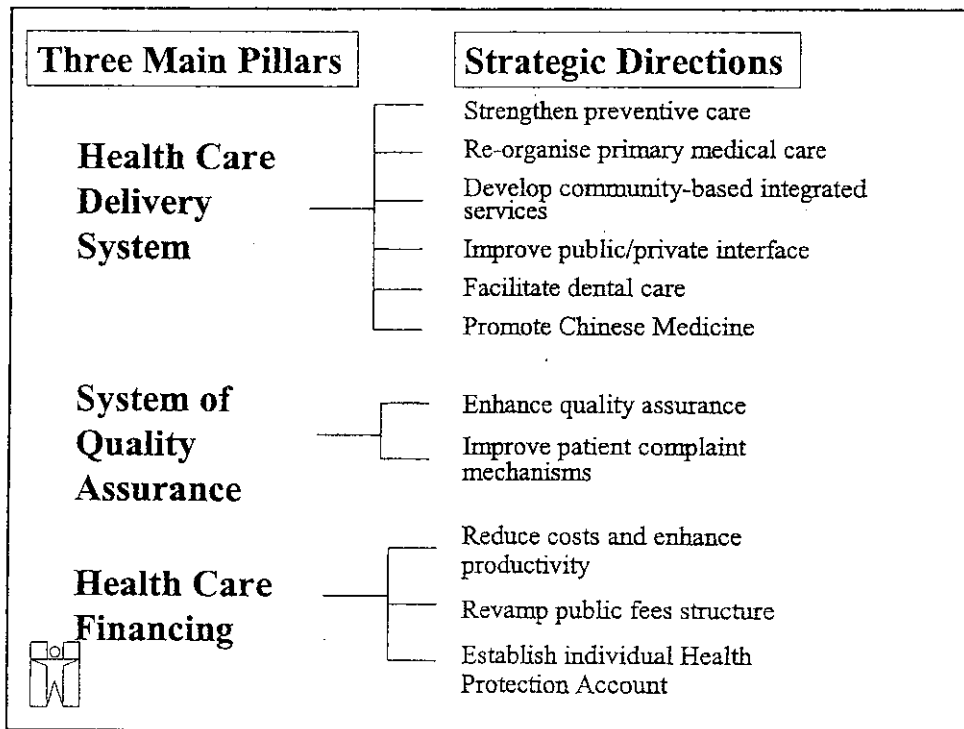 Three Main Pillars
Strategic Directions
Health Care
Delivery
System
Strengthen preventive care
Re-organise primary medical care
Develop community-based integrated
services
Improve public/private interface
Facilitate dental care
Promote Chinese Medicine
System of
Quality
Assurance
Enhance quality assurance
Improve patient complaint
mechanisms
Health Care
Financing
Reduce costs and enhance
productivity
Revamp public fees structure
Establish individual Health
Protection Account